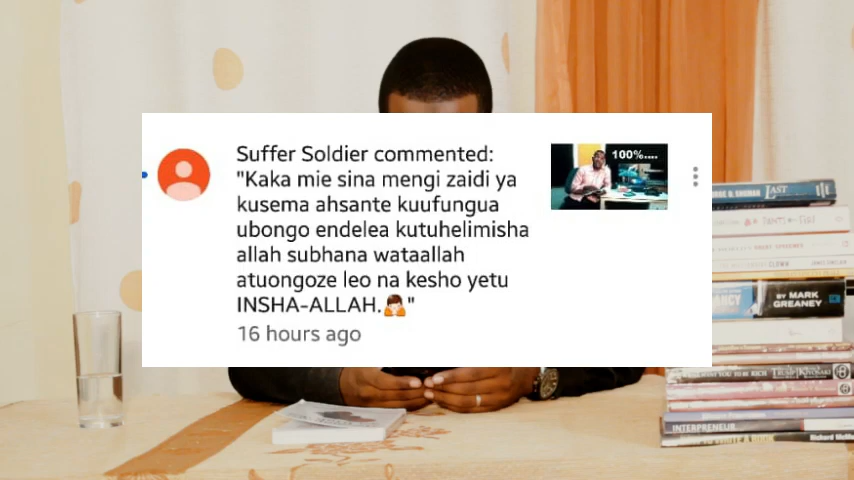 Suffer Soldier commented:
"Kaka mie sina mengi zaidi ya
kusema ahsante kuufungua
ubongo endelea kutuhelimisha
allah subhana wataallah
atuongoze leo na kesho yetu
INSHA-ALLAH.🙇"
16 hours ago
100%....
LAST
BY MARK
GREANEY
INTERPRENEUR